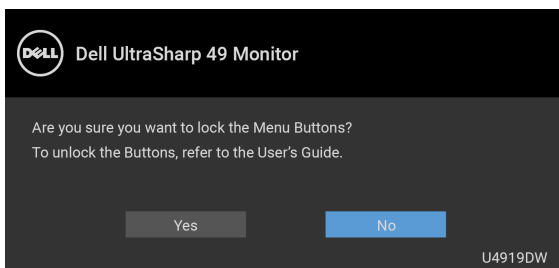 DELL
Dell UltraSharp 49 Monitor
Are you sure you want to lock the Menu Buttons?
To unlock the Buttons, refer to the User's Guide.
Yes
No
U4919DW